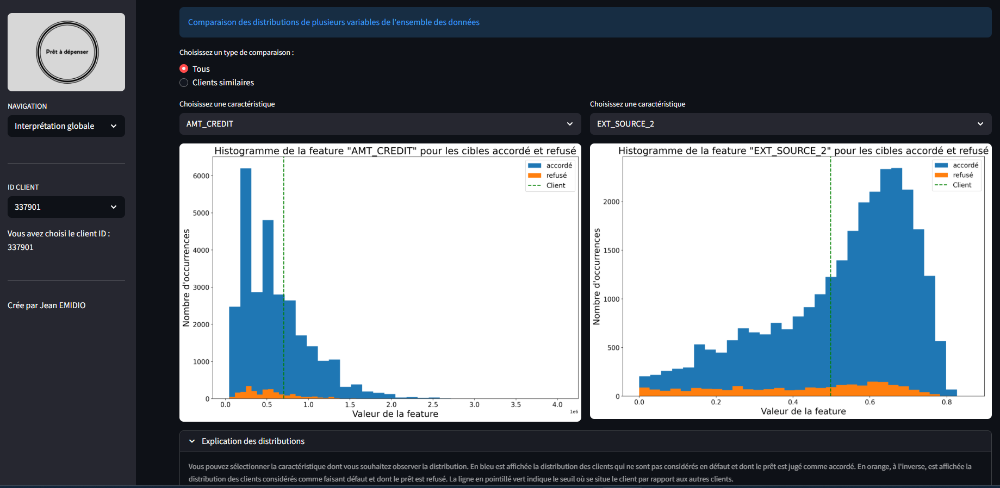 Prêt à dépenser
NAVIGATION
Interprétation globale
ID CLIENT
337901
Vous avez choisi le client ID :
337901
Crée par Jean EMIDIO
Comparaison des distributions de plusieurs variables de l'ensemble des données
Choisissez un type de comparaison :
Tous
Clients similaires
Choisissez une caractéristique
AMT_CREDIT
Histogramme de la feature "AMT_CREDIT" pour les cibles accordé et refusé
accordé
refusé
Client
Nombre d'occurrences
6000
5000
4000
3000
2000
1000
0
0.0 0.5 1.0 1.5 2.0 2.5 3.0 3.5 4.0
1e6
Valeur de la feature
Choisissez une caractéristique
EXT_SOURCE_2
Histogramme de la feature "EXT_SOURCE_2" pour les cibles accordé et refusé
accordé
refusé
Client
Nombre d'occurrences
2000
1500
1000
500
0
0.0 0.2 0.4 0.6 0.8
Valeur de la feature
Explication des distributions
Vous pouvez sélectionner la caractéristique dont vous souhaitez observer la distribution. En bleu est affichée la distribution des clients qui ne sont pas considérés en défaut et dont le prêt est jugé comme accordé. En orange, à l'inverse, est affichée la
distribution des clients considérés comme faisant défaut et dont le prêt est refusé. La ligne en pointillé vert indique le seuil où se situe le client par rapport aux autres clients.